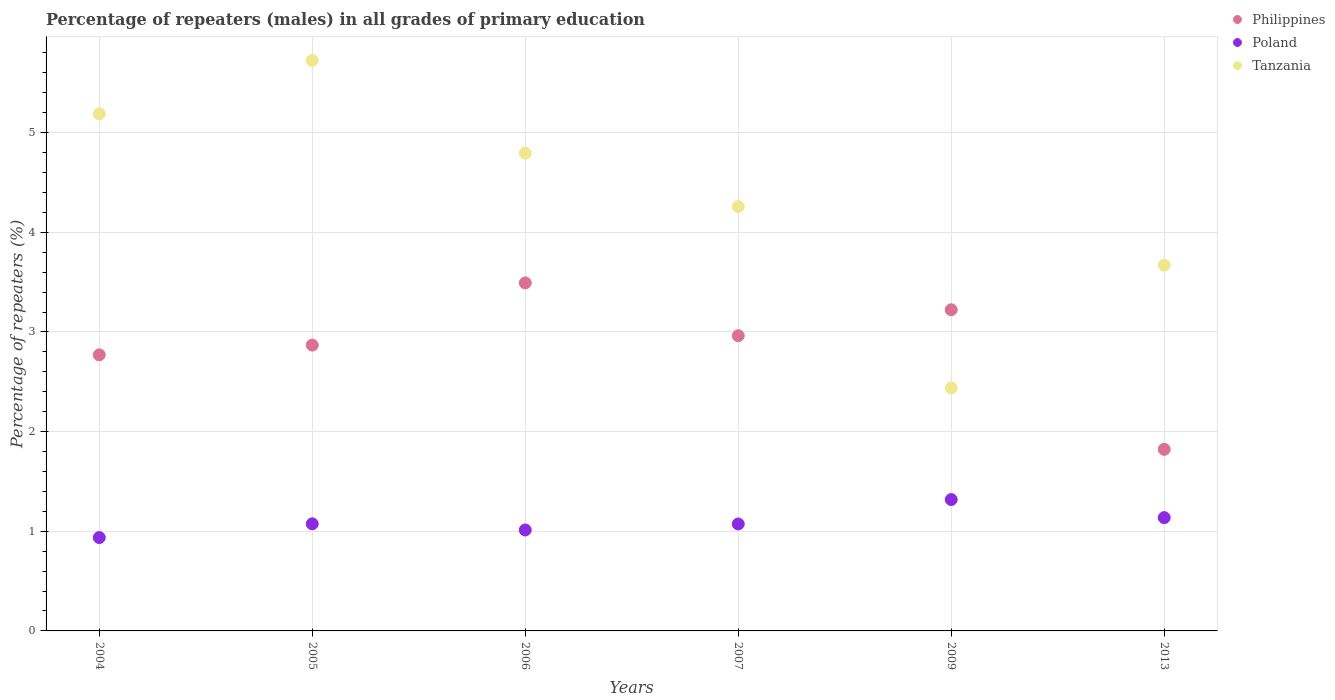 Percentage of repeaters (males) in all grades of primary education
Philippines
Poland
Tanzania
Percentage of repeaters (%)
5
4
3
2
1
0
2004 2005 2006 2007 2009 2013
Years